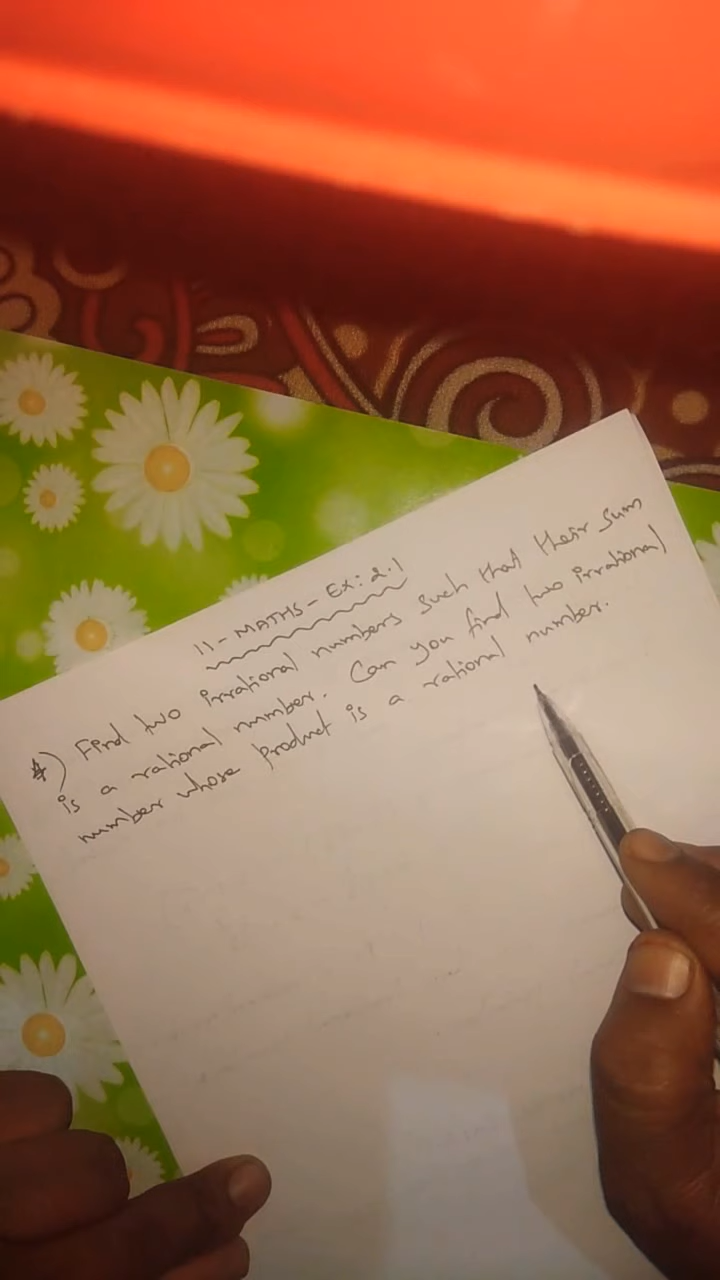 11 - MATHS - Ex: 2.1
4) Find two irrational numbers such that their sum
is a rational number. Can you find two irrational
number whose product is a rational number.